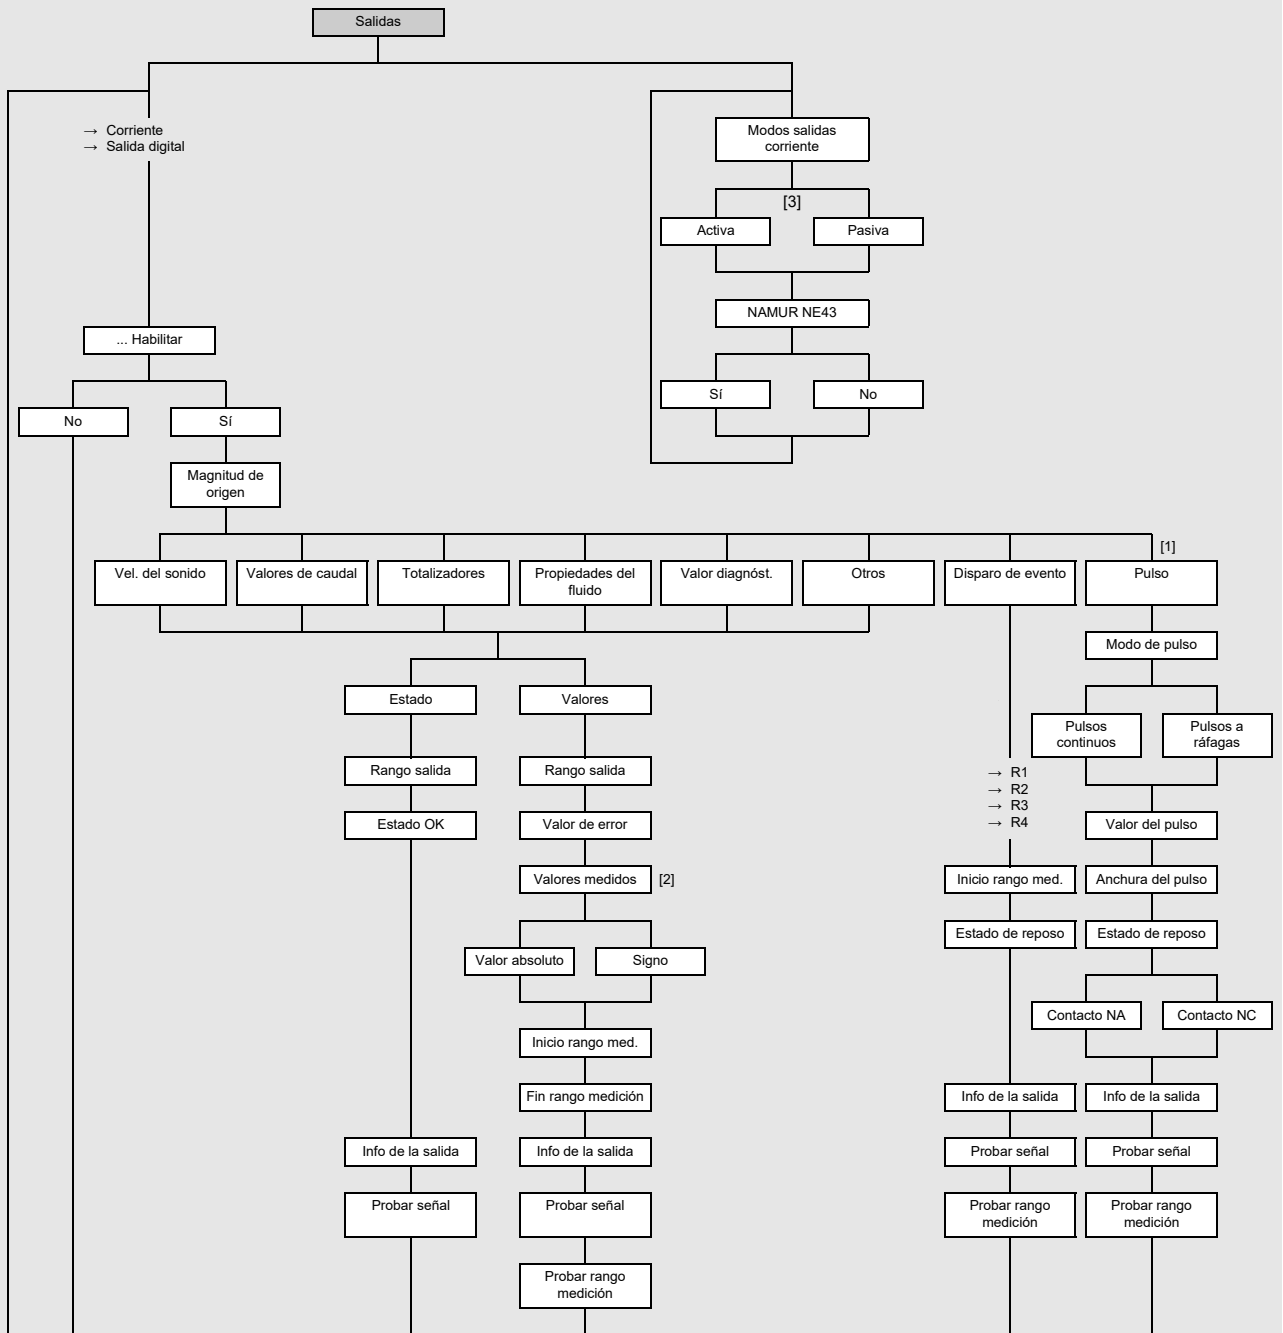 Salidas
→ Corriente
→ Salida digital
Modos salidas
corriente
[3]
Activa
Pasiva
NAMUR NE43
... Habilitar
Sí
No
No
Sí
Magnitud de
origen
[1]
Vel. del sonido
Valores de caudal
Totalizadores
Propiedades del
fluido
Valor diagnóst.
Otros
Disparo de evento
Pulso
Modo de pulso
Estado
Valores
Pulsos
continuos
Pulsos a
ráfagas
Rango salida
Rango salida
→ R1
→ R2
→ R3
→ R4
Estado OK
Valor de error
Valor del pulso
Valores medidos
[2]
Inicio rango med.
Anchura del pulso
Estado de reposo
Estado de reposo
Valor absoluto
Signo
Contacto NA
Contacto NC
Inicio rango med.
Fin rango medición
Info de la salida
Info de la salida
Info de la salida
Info de la salida
Probar señal
Probar señal
Probar señal
Probar señal
Probar rango
medición
Probar rango
medición
Probar rango
medición